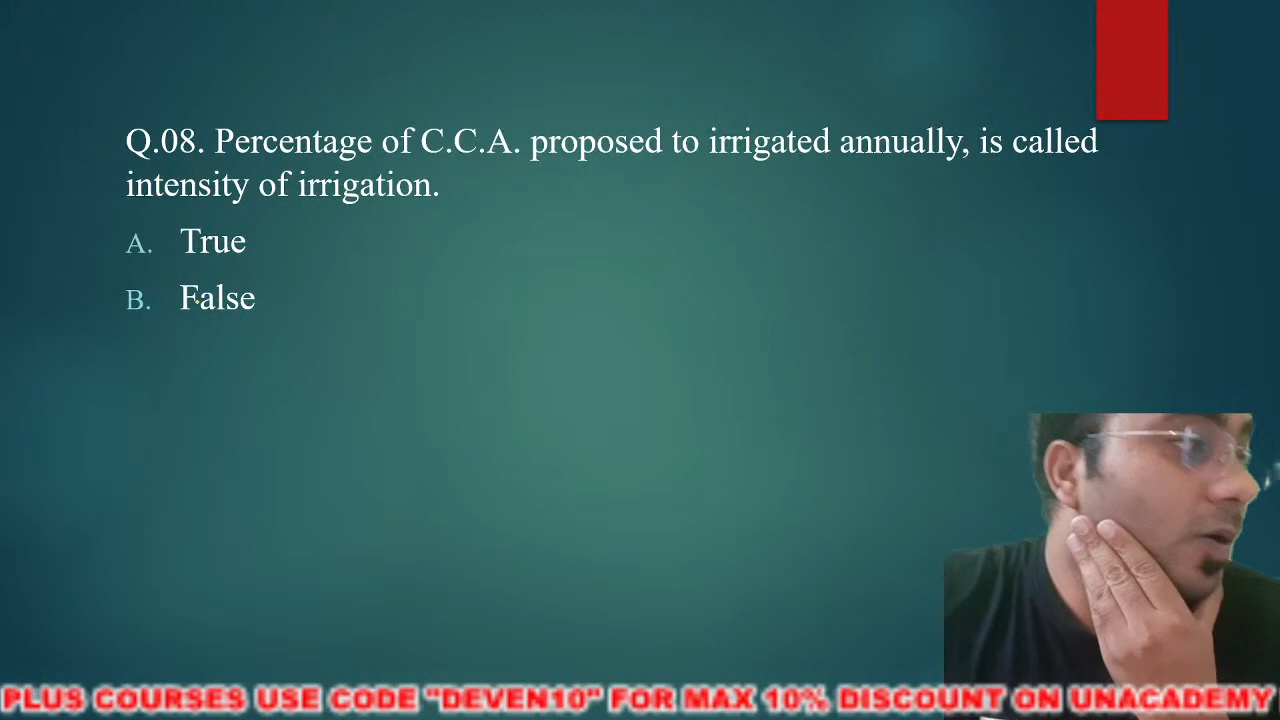 Q.08. Percentage of C.C.A. proposed to irrigated annually, is called
intensity of irrigation.
A. True
B. False
PLUS COURSES USE CODE "DEVEN10" FOR MAX 10% DISCOUNT ON UNACADEMY